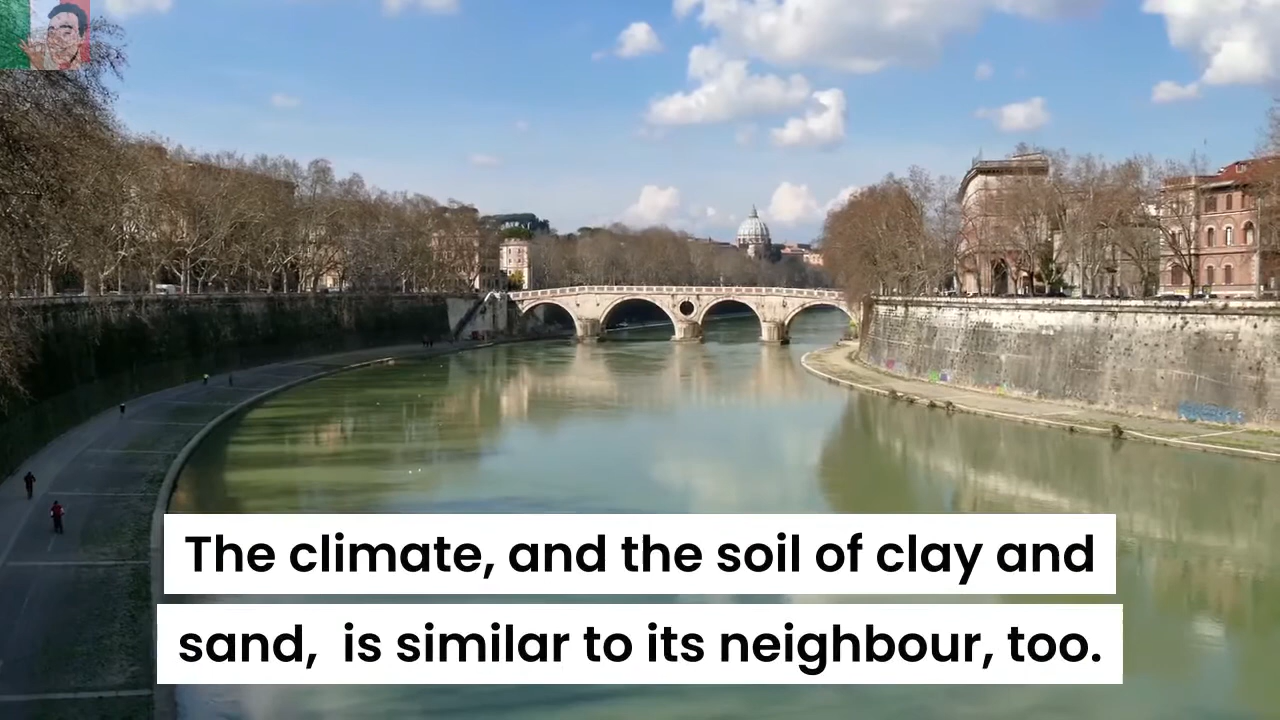 The climate, and the soil of clay and
sand,  is similar to its neighbour, too.